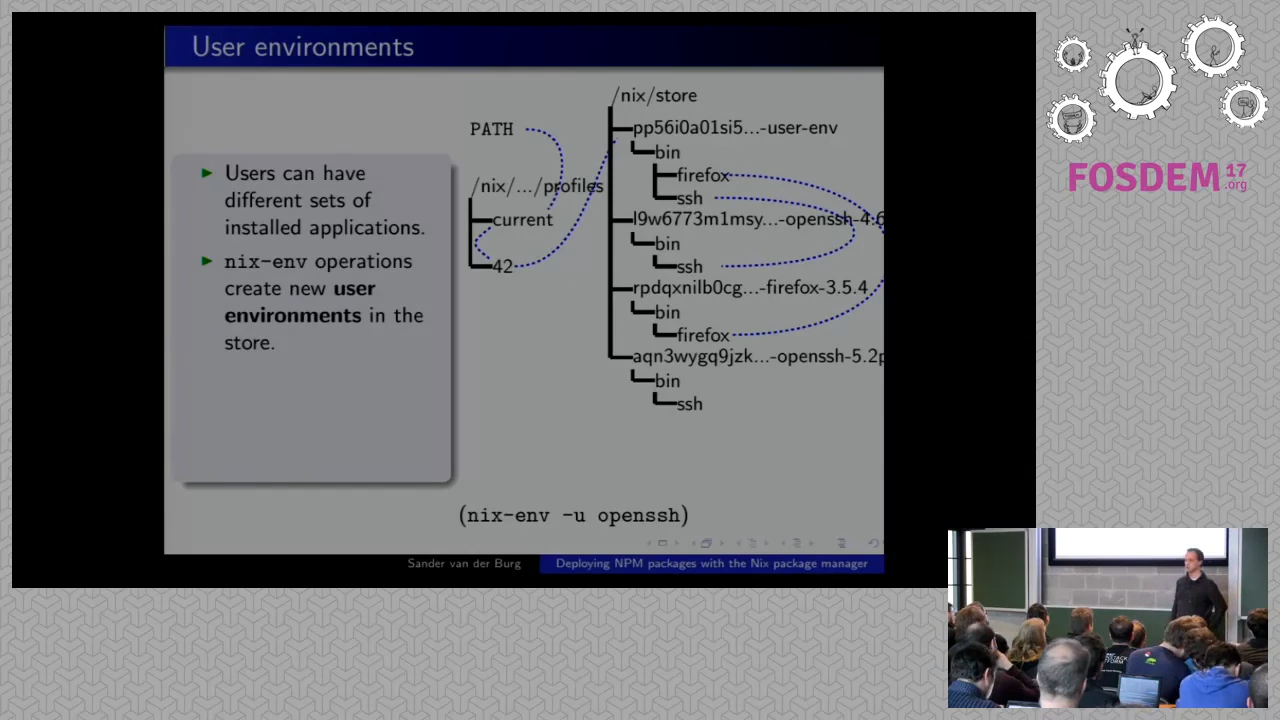 User environments
Users can have
different sets of
installed applications.
nix-env operations
create new user
environments in the
store.
PATH
/nix/.../profiles
current
42
/nix/store
pp56i0a01si5...-user-env
bin
firefox
ssh
l9w6773m1msy...-openssh-4.6
bin
ssh
rpdqxnilb0cg...-firefox-3.5.4
bin
firefox
aqn3wygq9jzk...-openssh-5.2p
bin
ssh
(nix-env -u openssh)
Sander van der Burg
Deploying NPM packages with the Nix package manager
FOSDEM 17
.org